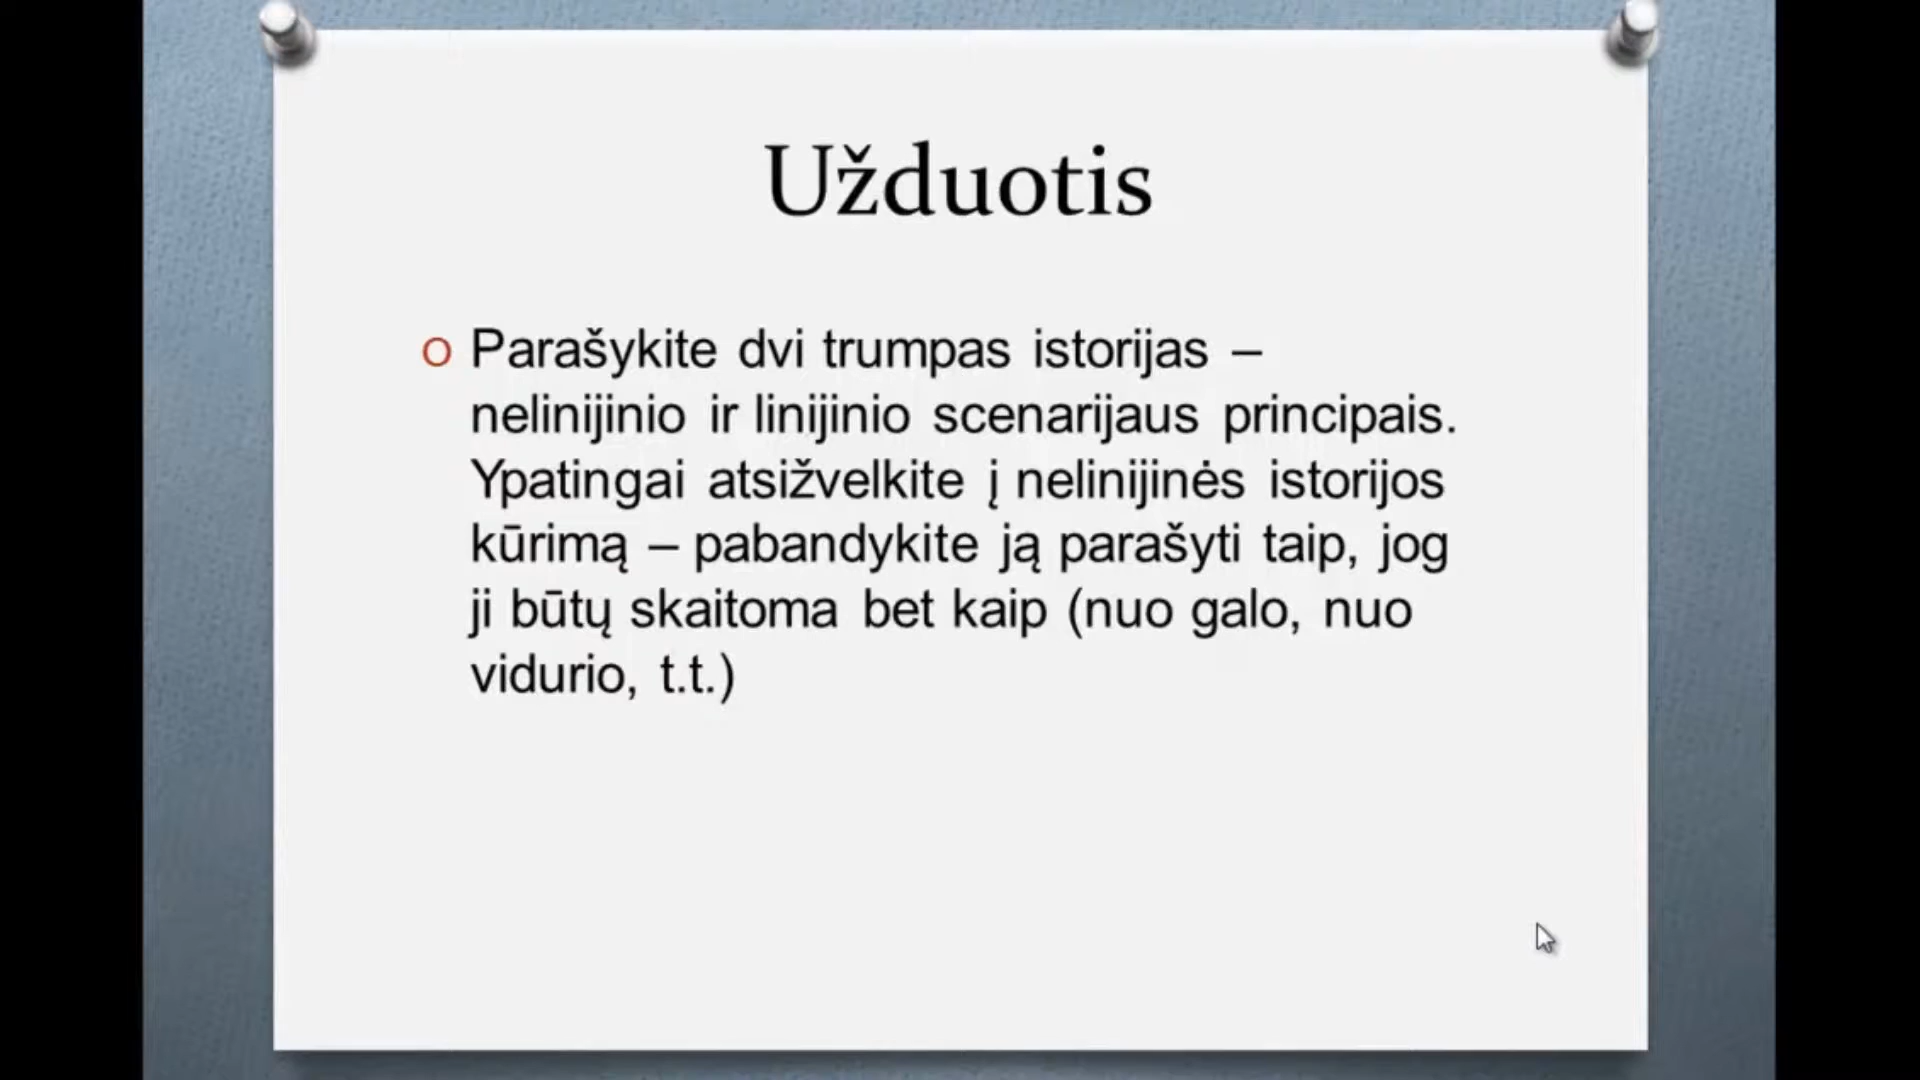 Užduotis
Parašykite dvi trumpas istorijas –
nelinijinio ir linijinio scenarijaus principais.
Ypatingai atsižvelkite į nelinijinės istorijos
kūrimą – pabandykite ją parašyti taip, jog
ji būtų skaitoma bet kaip (nuo galo, nuo
vidurio, t.t.)